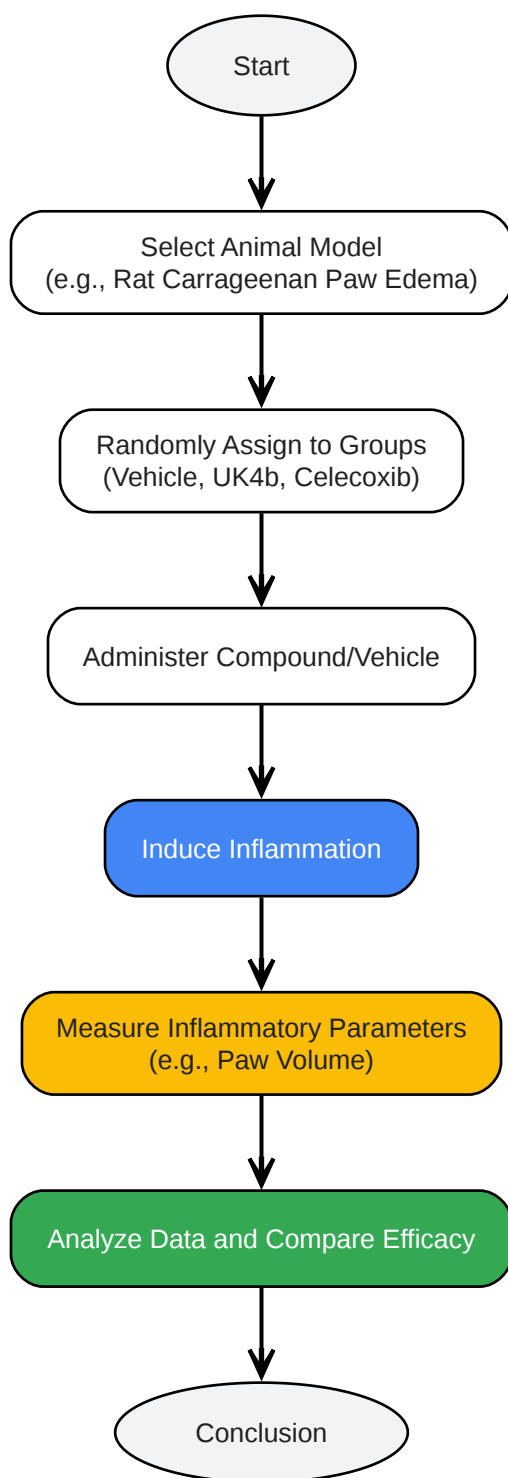 Start
Select Animal Model
(e.g., Rat Carrageenan Paw Edema)
Randomly Assign to Groups
(Vehicle, UK4b, Celecoxib)
Administer Compound/Vehicle
Induce Inflammation
Measure Inflammatory Parameters
(e.g., Paw Volume)
Analyze Data and Compare Efficacy
Conclusion